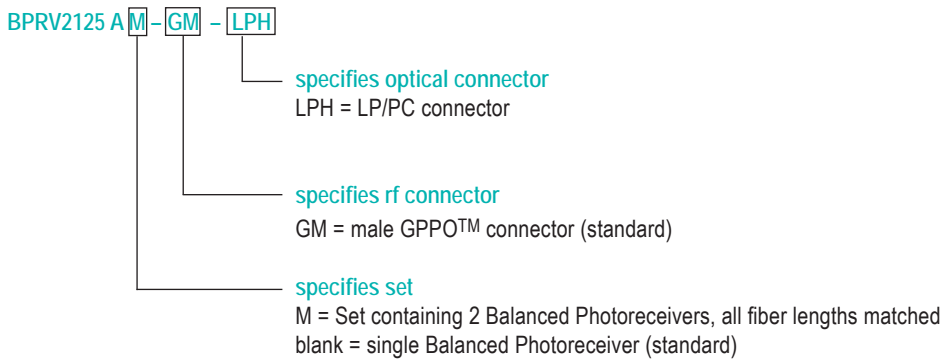 BPRV2125 A M – GM – LPH
specifies optical connector
LPH = LP/PC connector
specifies rf connector
GM = male GPPO™ connector (standard)
specifies set
M = Set containing 2 Balanced Photoreceivers, all fiber lengths matched
blank = single Balanced Photoreceiver (standard)